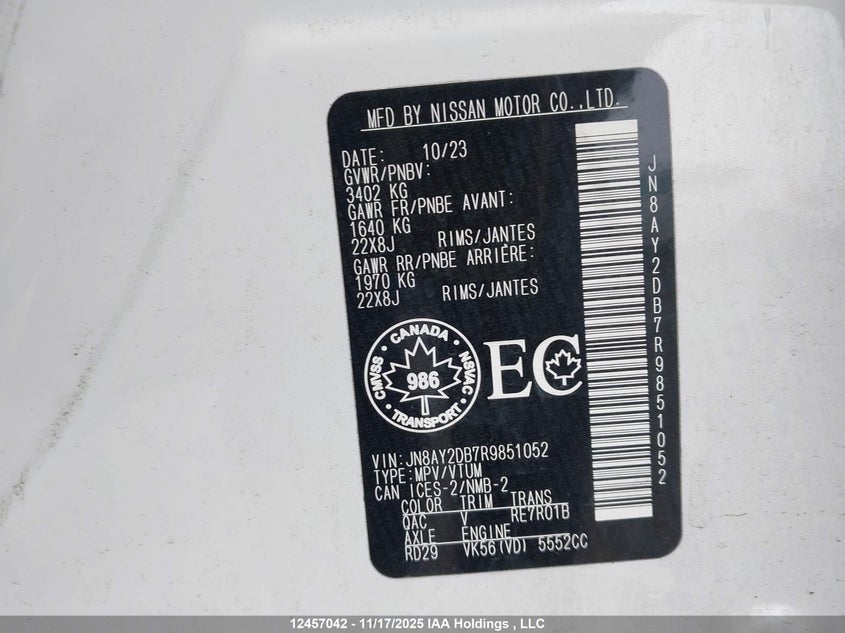 MFD BY NISSAN MOTOR CO.,LTD.
DATE: 10/23
GVWR/PNBV:
3402 KG
GAWR FR/PNBE AVANT:
1640 KG
22X8J RIMS/JANTES
GAWR RR/PNBE ARRIÈRE:
1970 KG
22X8J RIMS/JANTES
CANADA
CMVSS NSVAC
986
TRANSPORT
EC
VIN:JN8AY2DB7R9851052
TYPE:MPV/VTUM
CAN ICES-2/NMB-2
COLOR TRIM TRANS
QAC V RE7R01B
AXLE ENGINE
RD29 VK56(VD) 5552CC
JN8AY2DB7R9851052
12457042 - 11/17/2025 IAA Holdings , LLC